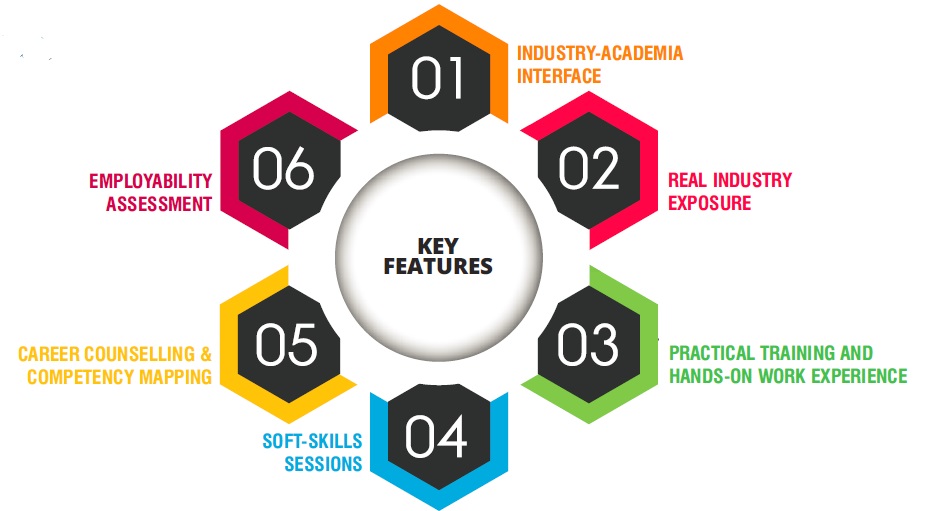 01
INDUSTRY-ACADEMIA
INTERFACE
02
REAL INDUSTRY
EXPOSURE
03
PRACTICAL TRAINING AND
HANDS-ON WORK EXPERIENCE
04
SOFT-SKILLS
SESSIONS
05
CAREER COUNSELLING &
COMPETENCY MAPPING
06
EMPLOYABILITY
ASSESSMENT
KEY
FEATURES